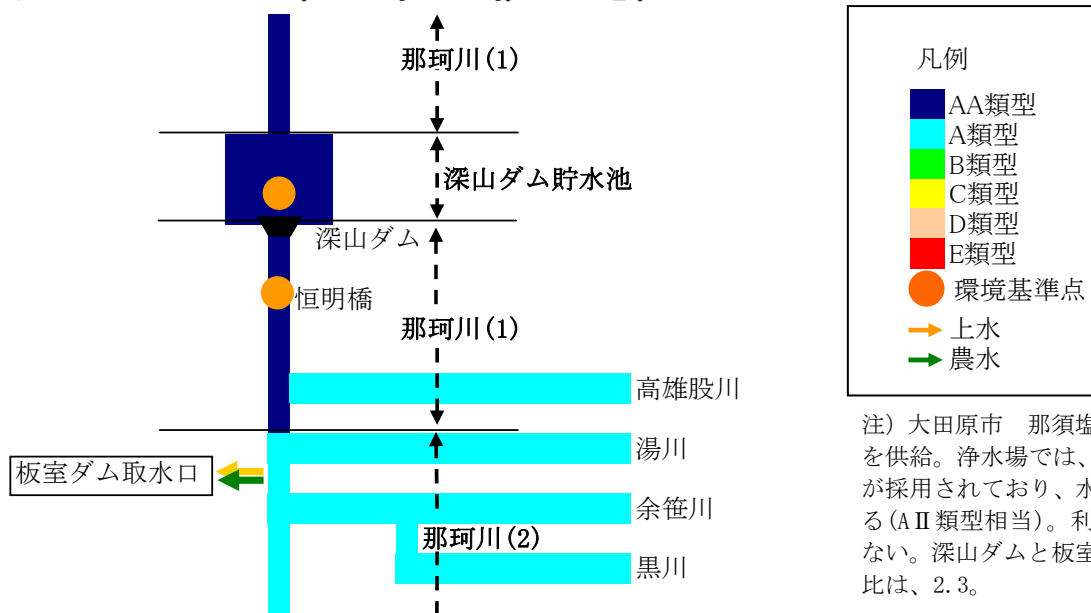 那珂川(1)
深山ダム貯水池
深山ダム
恒明橋
那珂川(1)
高雄股川
湯川
板室ダム取水口
余笹川
那珂川(2)
黒川
凡例
AA類型
A類型
B類型
C類型
D類型
E類型
環境基準点
上水
農水
注) 大田原市 那須塩
を供給。浄水場では、
が採用されており、水
る(AⅡ類型相当)。利
ない。深山ダムと板室
比は、2.3。